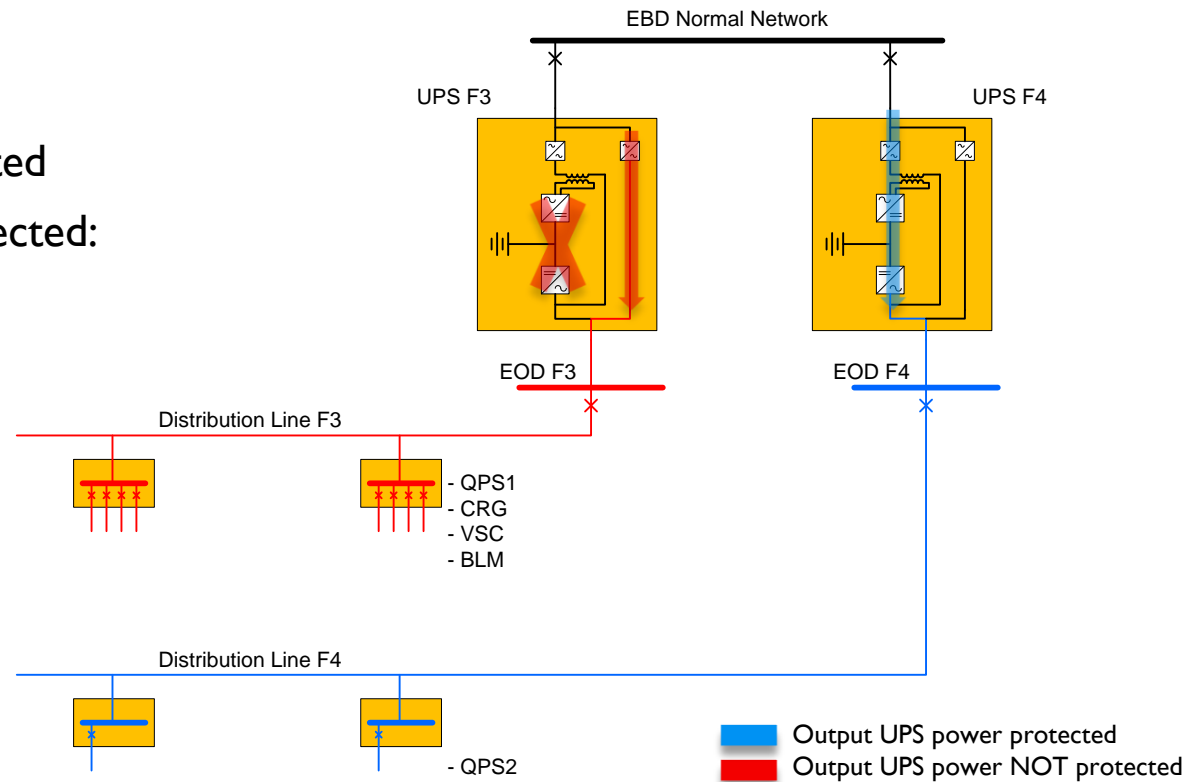 EBD Normal Network
UPS F3
UPS F4
ected:
EOD F3
EOD F4
Distribution Line F3
- QPS1
- CRG
- VSC
- BLM
Distribution Line F4
- QPS2
Output UPS power protected
Output UPS power NOT protected